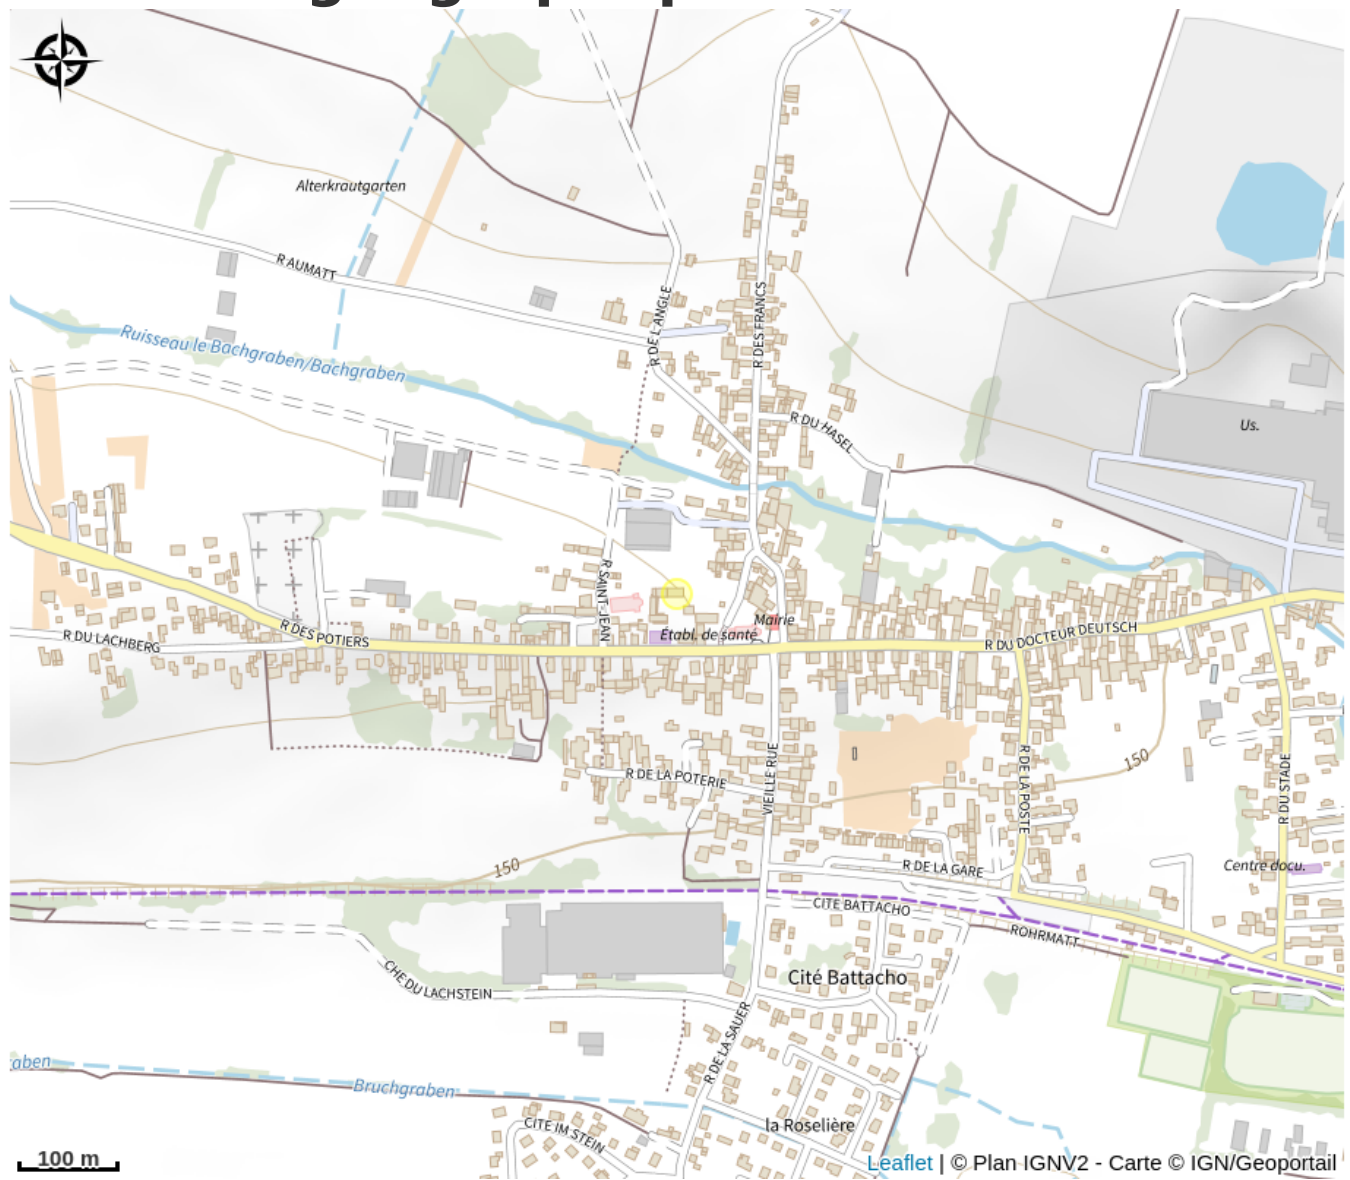 Alterkrautgarten
R AUMATT
R DE L'ANGLE
R DES FRANCS
Ruisseau le Bachgraben/Bachgraben
R DU HASEL
Us.
R SAINT-JEAN
Mairie
Établ. de santé
R DU LACHBERG
R DES POTIERS
R DU DOCTEUR DEUTSCH
R DE LA POTERIE
VIEILLE RUE
R DE LA POSTE
150
R DU STADE
150
R DE LA GARE
Centre docu.
CITE BATTACHO
ROHRMATT
Cité Battacho
CHE DU LACHSTEIN
R DE LA SAUER
aben
Bruchgraben
CITE IM STEIN
la Roselière
100 m
Leaflet | © Plan IGNV2 - Carte © IGN/Geoportail